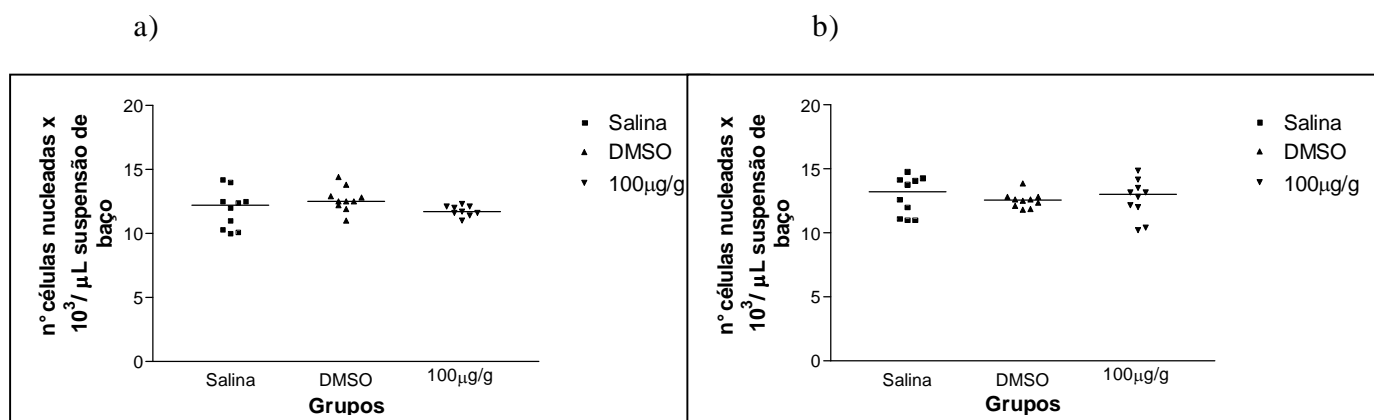 a)
n° células nucleadas x
10³/ μL suspensão de
baço
20
15
10
5
0
Salina
DMSO
100μg/g
Grupos
Salina
DMSO
100μg/g
b)
n° células nucleadas x
10³/ μL suspensão de
baço
20
15
10
5
0
Salina
DMSO
100μg/g
Grupos
Salina
DMSO
100μg/g